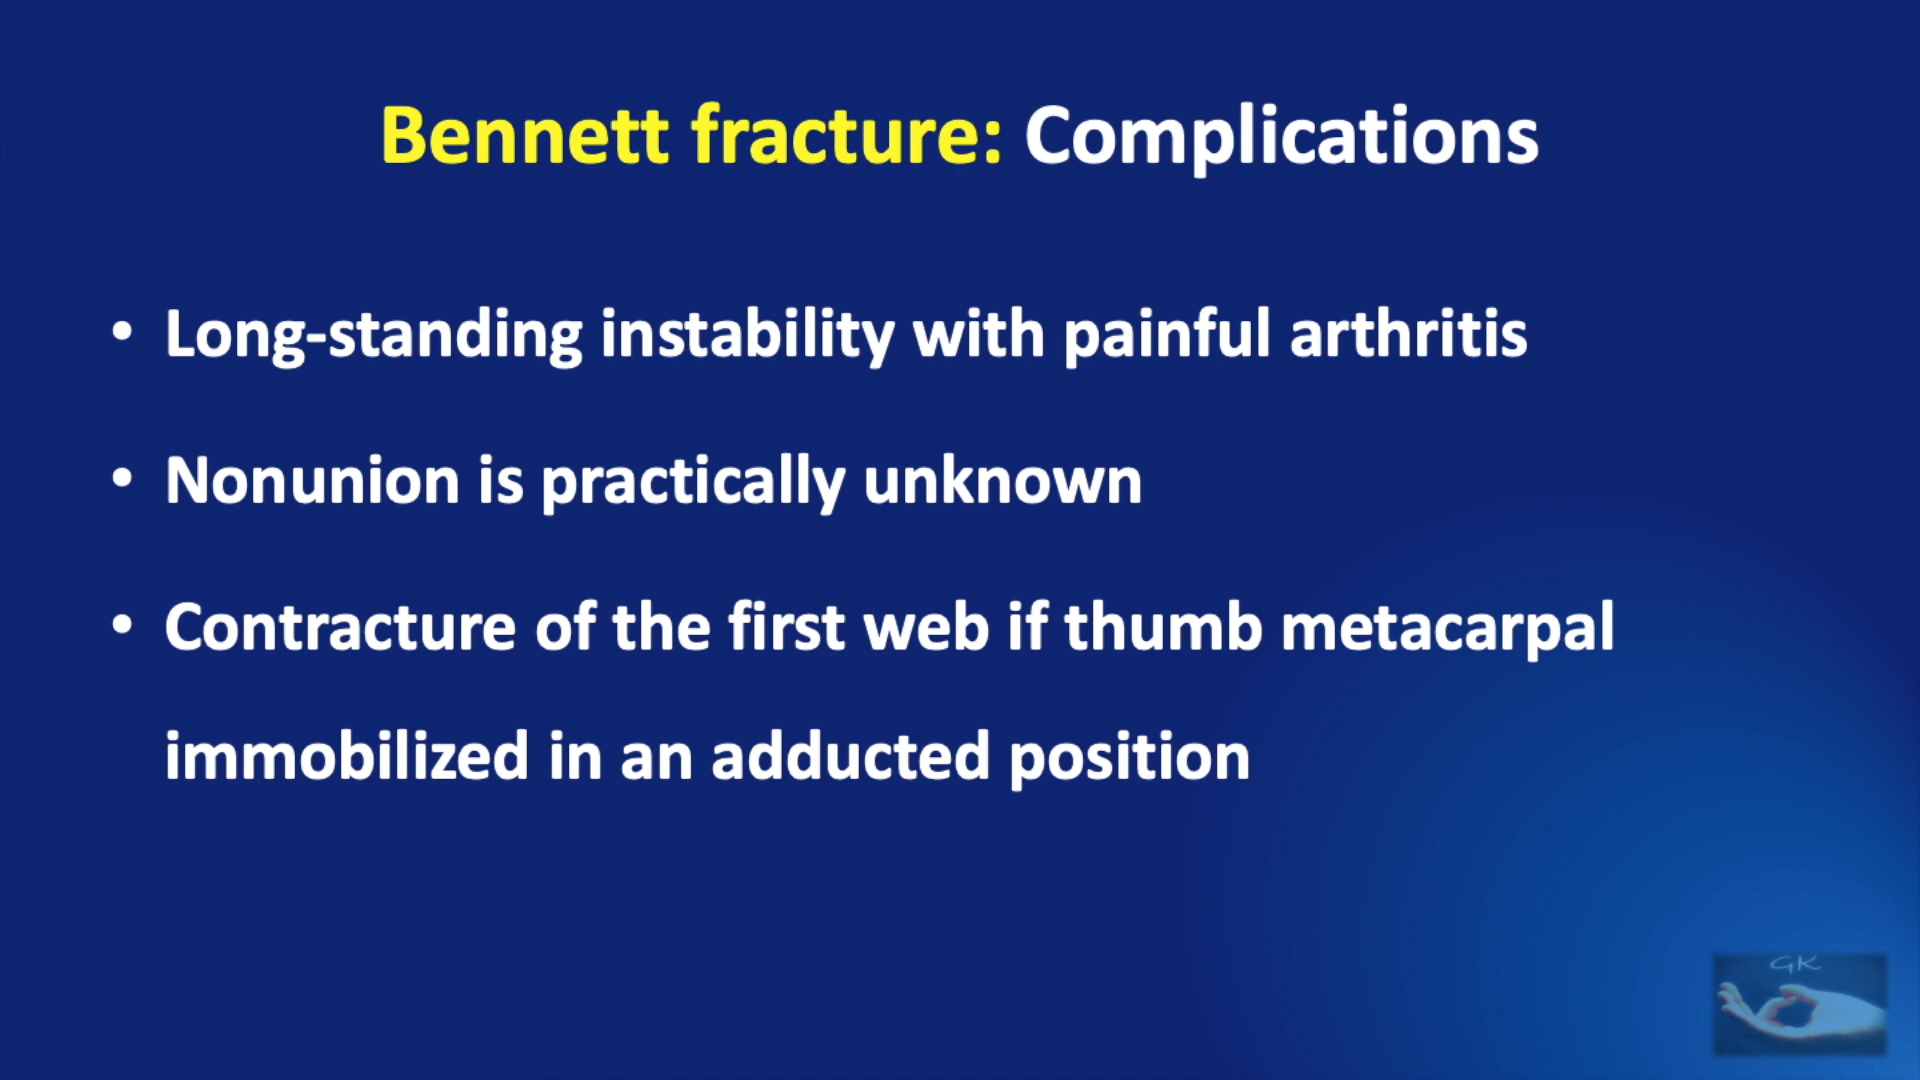 Bennett fracture: Complications
• Long-standing instability with painful arthritis
• Nonunion is practically unknown
• Contracture of the first web if thumb metacarpal
immobilized in an adducted position
GK